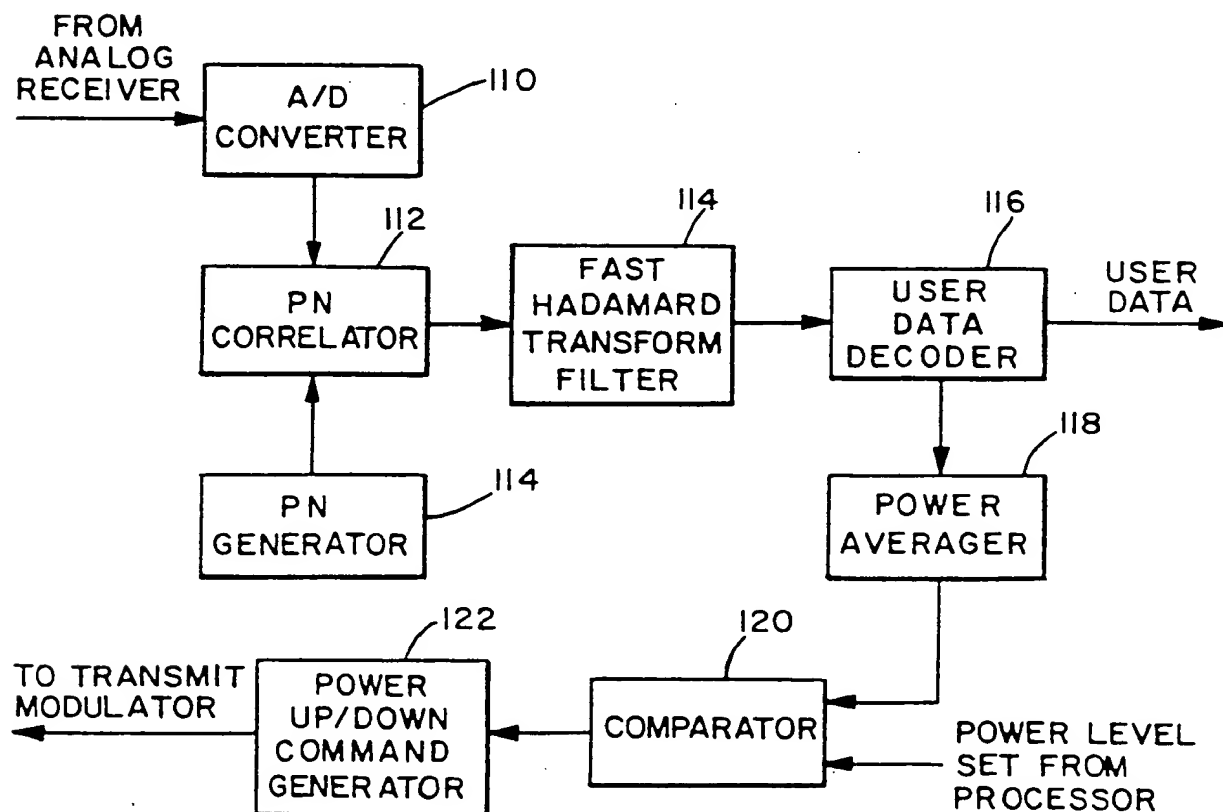 FROM
ANALOG
RECEIVER
A/D
CONVERTER
110
112
PN
CORRELATOR
114
FAST
HADAMARD
TRANSFORM
FILTER
116
USER
DATA
DECODER
USER
DATA
114
PN
GENERATOR
118
POWER
AVERAGER
TO TRANSMIT
MODULATOR
122
POWER
UP/DOWN
COMMAND
GENERATOR
120
COMPARATOR
POWER LEVEL
SET FROM
PROCESSOR